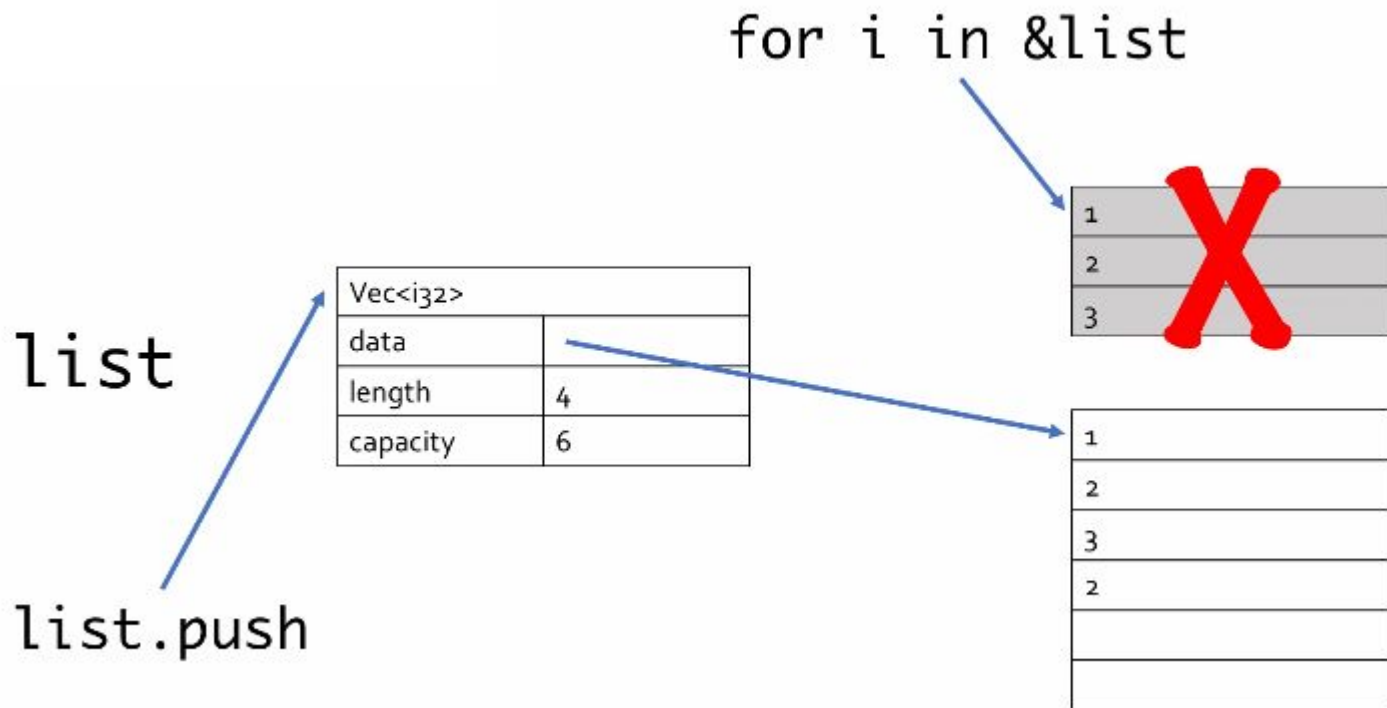 for i in &list
1
2
3
Vec<i32>
data
length 4
capacity 6
list
1
2
3
2
list.push